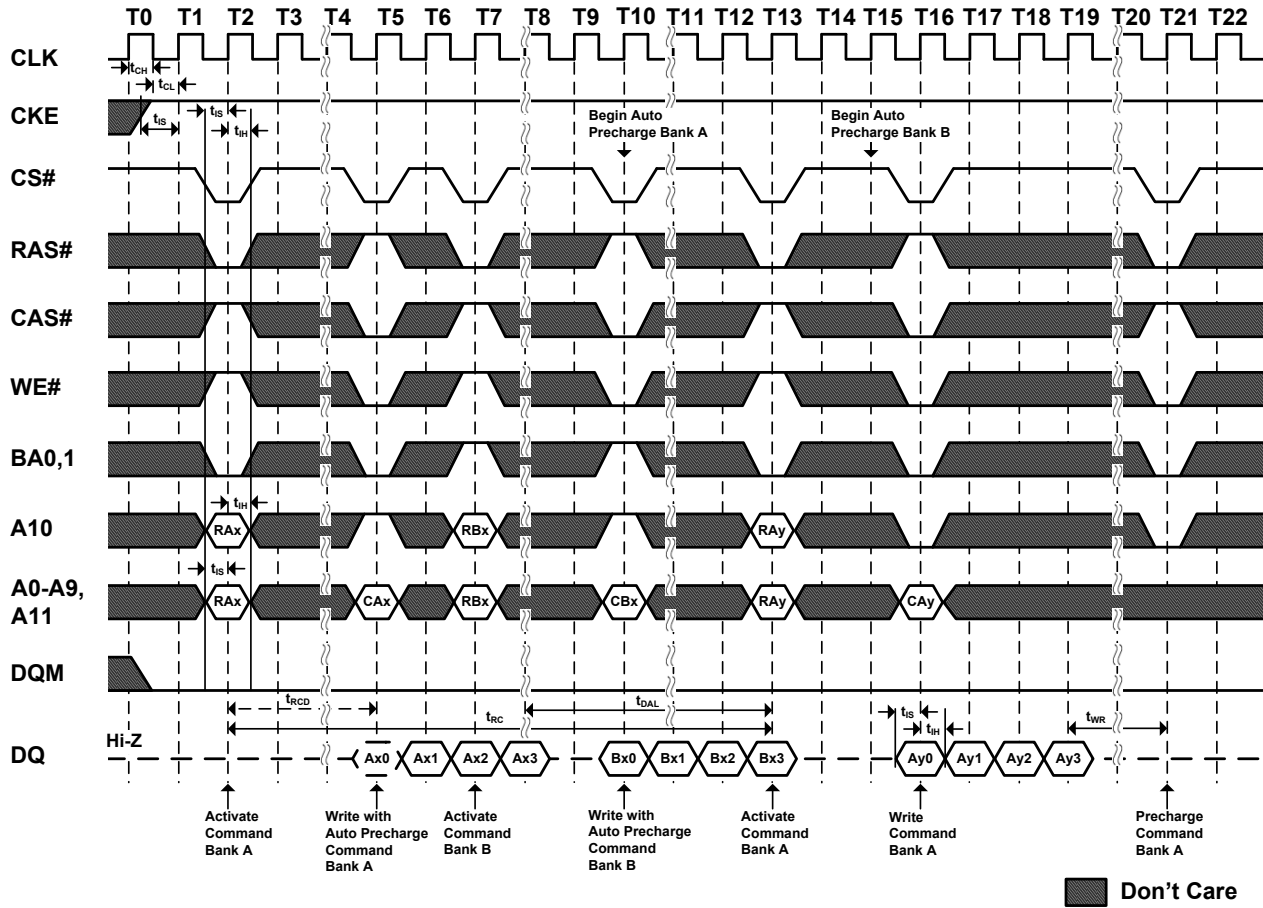 T0 T1 T2 T3 T4 T5 T6 T7 T8 T9 T10 T11 T12 T13 T14 T15 T16 T17 T18 T19 T20 T21 T22
CLK
tCH
tCL
CKE
tIS
tIS
tIH
Begin Auto
Precharge Bank A
Begin Auto
Precharge Bank B
CS#
RAS#
CAS#
WE#
BA0,1
tIH
A10
RAx RBx RAy
tIS
A0-A9,
A11
RAx CAx RBx CBx RAy CAy
DQM
tRCD
tRC
tDAL
tIS
tIH
tWR
Hi-Z
DQ
Ax0 Ax1 Ax2 Ax3 Bx0 Bx1 Bx2 Bx3 Ay0 Ay1 Ay2 Ay3
Activate
Command
Bank A
Write with
Auto Precharge
Command
Bank A
Activate
Command
Bank B
Write with
Auto Precharge
Command
Bank B
Activate
Command
Bank A
Write
Command
Bank A
Precharge
Command
Bank A
Don't Care